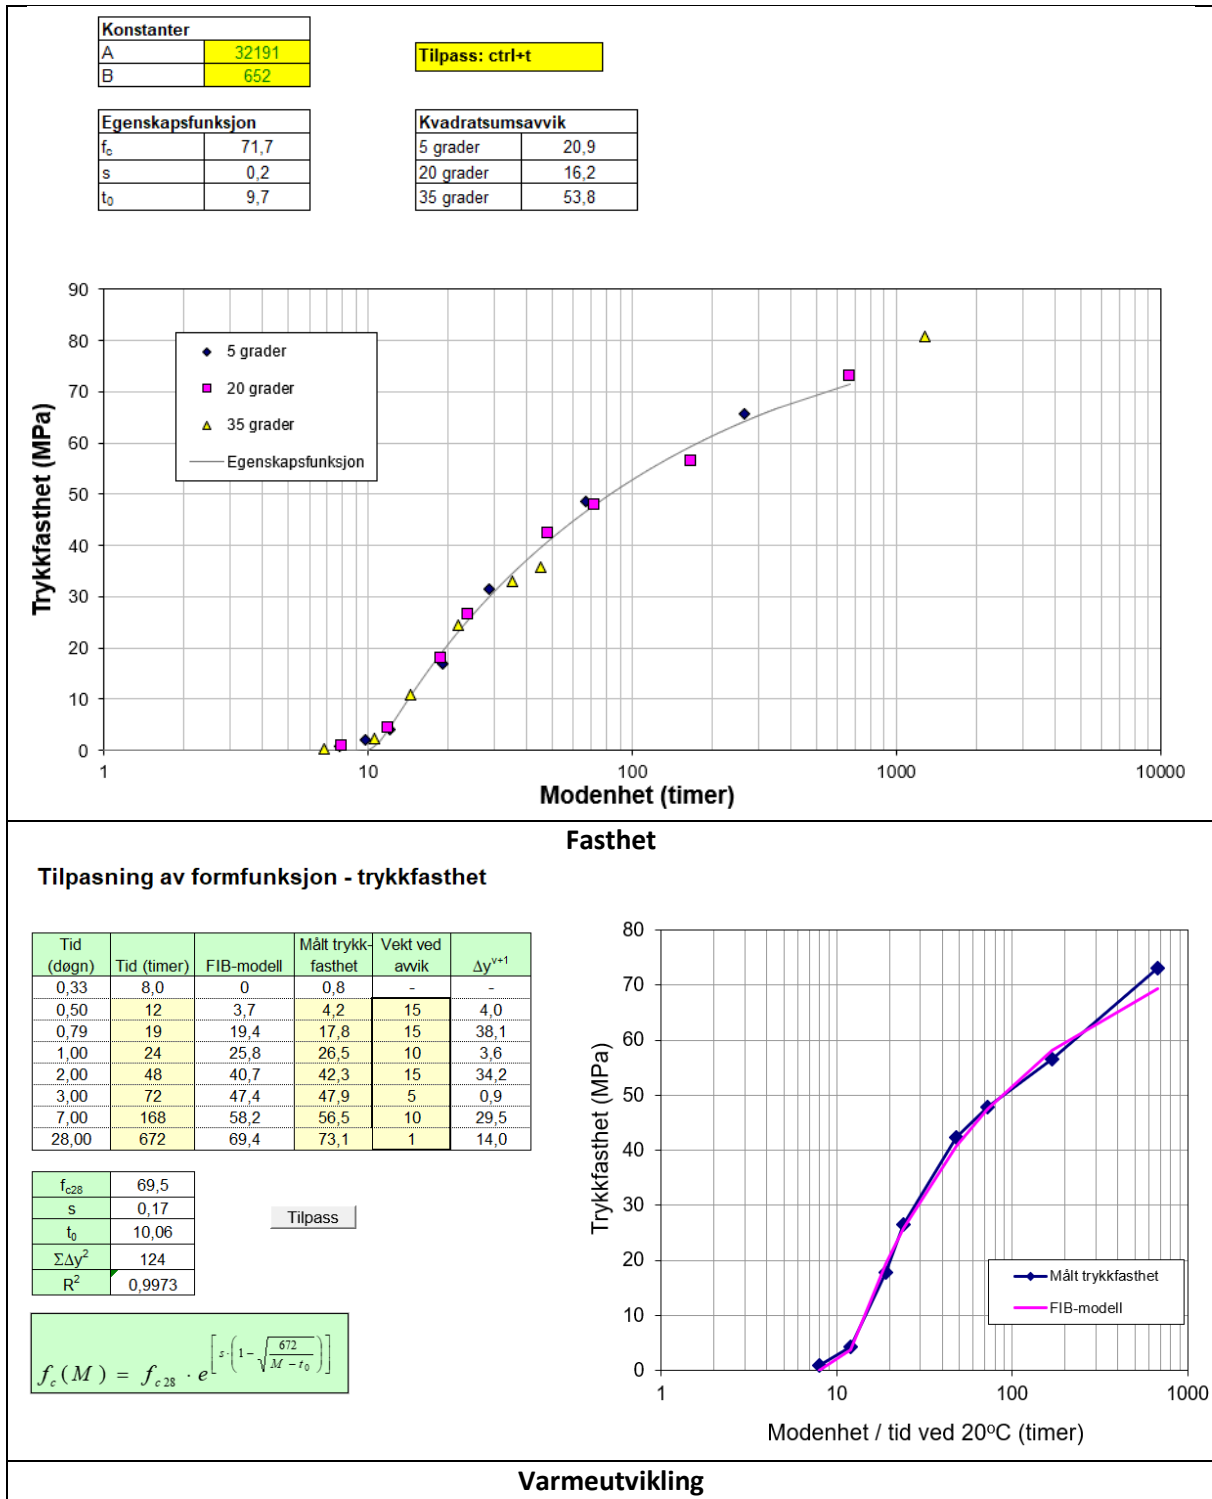 Konstanter
A 32191
B 652
Tilpass: ctrl+t
Egenskapsfunksjon
fc 71,7
s 0,2
t0 9,7
Kvadratsumsavvik
5 grader 20,9
20 grader 16,2
35 grader 53,8
Trykkfasthet (MPa)
90
80
70
60
50
40
30
20
10
0
5 grader
20 grader
35 grader
Egenskapsfunksjon
1 10 100 1000 10000
Modenhet (timer)
Fasthet
Tilpasning av formfunksjon - trykkfasthet
Tid Målt trykk- Vekt ved
(døgn) Tid (timer) FIB-modell fasthet avvik Δy^v+1
0,33 8,0 0 0,8 - -
0,50 12 3,7 4,2 15 4,0
0,79 19 19,4 17,8 15 38,1
1,00 24 25,8 26,5 10 3,6
2,00 48 40,7 42,3 15 34,2
3,00 72 47,4 47,9 5 0,9
7,00 168 58,2 56,5 10 29,5
28,00 672 69,4 73,1 1 14,0
fc28 69,5
s 0,17
t0 10,06
ΣΔy² 124
R² 0,9973
Tilpass
fc(M) = fc28 · e^[s·(1−√(672/(M−t0)))]
Trykkfasthet (MPa)
80
70
60
50
40
30
20
10
0
Målt trykkfasthet
FIB-modell
1 10 100 1000
Modenhet / tid ved 20°C (timer)
Varmeutvikling